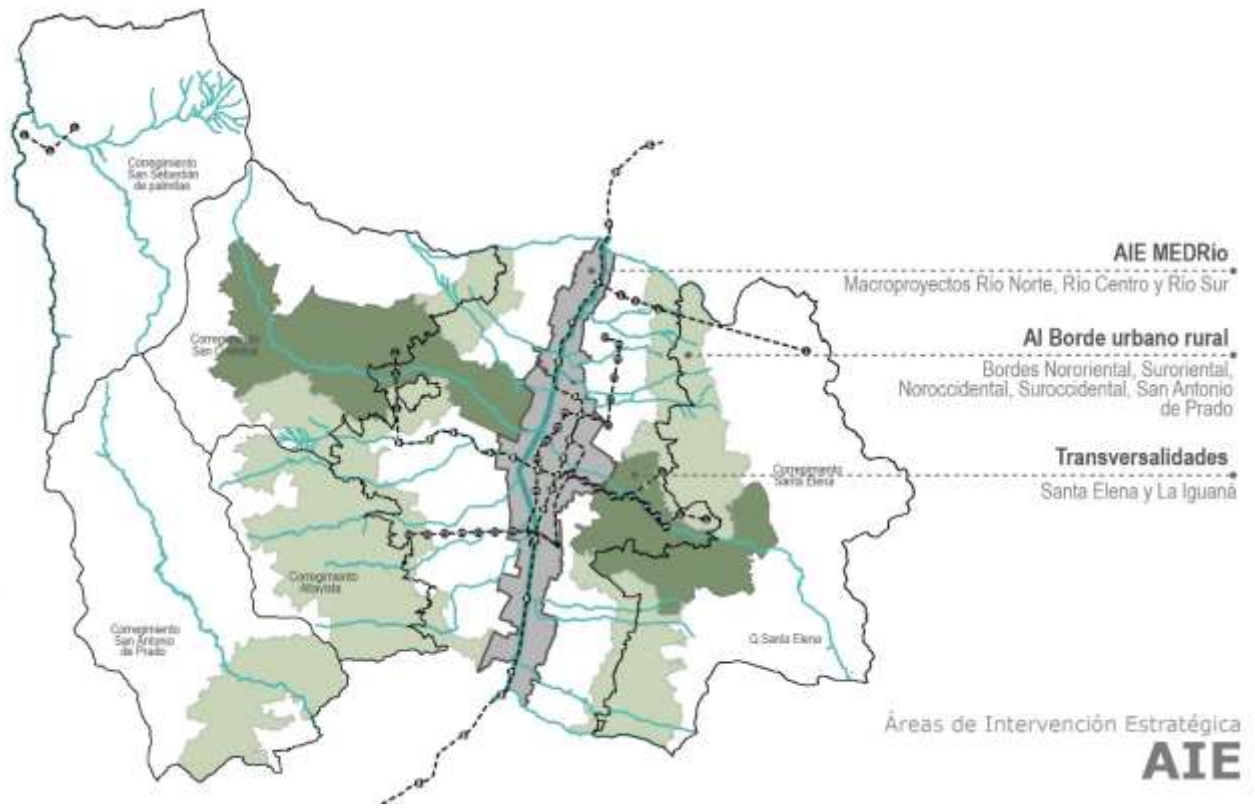 Corregimiento
San Sebastián
de palmitas
Corregimiento
Corregimiento
Altavista
Corregimiento
San Antonio
de Prado
Corregimiento
Santa Elena
Q.Santa Elena
AIE MEDRío
Macroproyectos Río Norte, Río Centro y Río Sur
AI Borde urbano rural
Bordes Nororiental, Suroriental,
Noroccidental, Suroccidental, San Antonio
de Prado
Transversalidades
Santa Elena y La Iguaná
Áreas de Intervención Estratégica
AIE